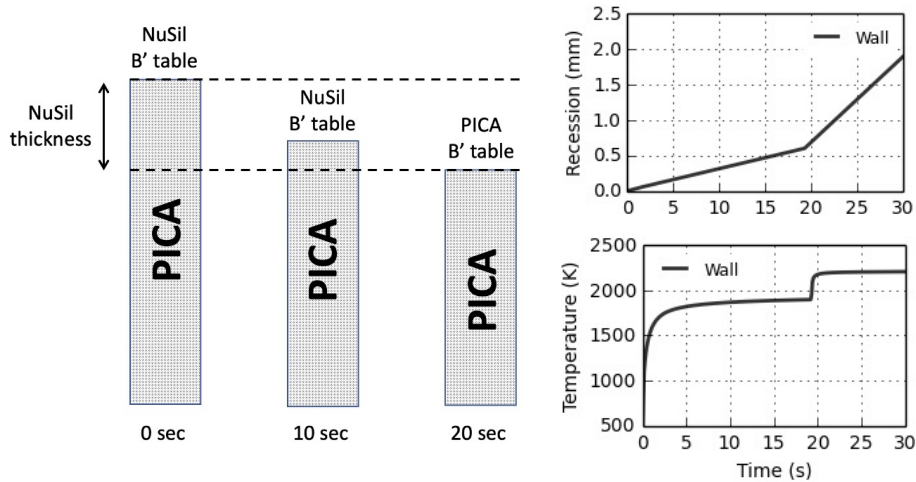 NuSil
B’ table
NuSil
thickness
NuSil
B’ table
PICA
B’ table
PICA
PICA
PICA
0 sec
10 sec
20 sec
Recession (mm)
2.5
2.0
1.5
1.0
0.5
0.0
Wall
0 5 10 15 20 25 30
Temperature (K)
2500
2000
1500
1000
500
Wall
0 5 10 15 20 25 30
Time (s)